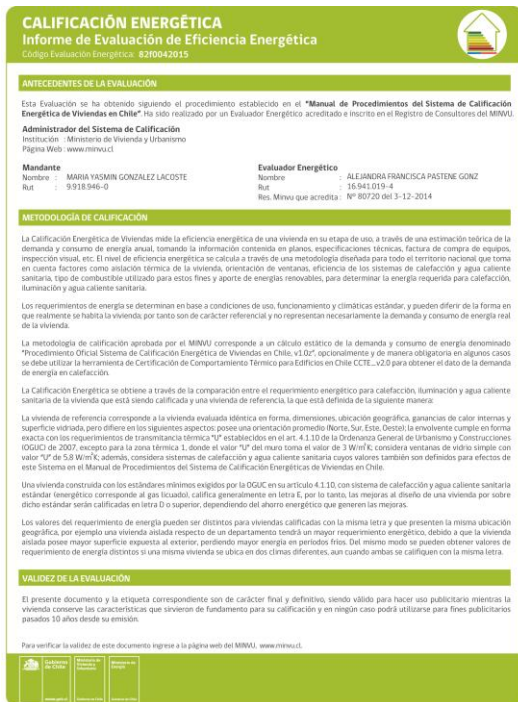 CALIFICACIÓN ENERGÉTICA
Informe de Evaluación de Eficiencia Energética
Código Evaluación Energética: 82f0042015
ANTECEDENTES DE LA EVALUACIÓN
Esta Evaluación se ha obtenido siguiendo el procedimiento establecido en el "Manual de Procedimientos del Sistema de Calificación
Energética de Viviendas en Chile". Ha sido realizado por un Evaluador Energético acreditado e inscrito en el Registro de Consultores del MINVU.
Administrador del Sistema de Calificación
Institución : Ministerio de Vivienda y Urbanismo
Página Web : www.minvu.cl
Mandante
Nombre : MARIA YASMIN GONZALEZ LACOSTE
Rut : 9.918.946-0
Evaluador Energético
Nombre : ALEJANDRA FRANCISCA PASTENE GONZ
Rut : 16.941.019-4
Res. Minvu que acredita : Nº 80720 del 3-12-2014
METODOLOGÍA DE CALIFICACIÓN
La Calificación Energética de Viviendas mide la eficiencia energética de una vivienda en su etapa de uso, a través de una estimación teórica de la
demanda y consumo de energía anual, tomando la información contenida en planos, especificaciones técnicas, factura de compra de equipos,
inspección visual, etc. El nivel de eficiencia energética se calcula a través de una metodología diseñada para todo el territorio nacional que toma
en cuenta factores como aislación térmica de la vivienda, orientación de ventanas, eficiencia de los sistemas de calefacción y agua caliente
sanitaria, tipo de combustible utilizado para estos fines y aporte de energías renovables, para determinar la energía requerida para calefacción,
iluminación y agua caliente sanitaria.
Los requerimientos de energía se determinan en base a condiciones de uso, funcionamiento y climáticas estándar, y pueden diferir de la forma en
que realmente se habita la vivienda; por tanto son de carácter referencial y no representan necesariamente la demanda y consumo de energía real
de la vivienda.
La metodología de calificación aprobada por el MINVU corresponde a un cálculo estático de la demanda y consumo de energía denominado
"Procedimiento Oficial Sistema de Calificación Energética de Viviendas en Chile, v1.0z", opcionalmente y de manera obligatoria en algunos casos
se debe utilizar la herramienta de Certificación de Comportamiento Térmico para Edificios en Chile CCTE_v2.0 para obtener el dato de la demanda
de energía en calefacción.
La Calificación Energética se obtiene a través de la comparación entre el requerimiento energético para calefacción, iluminación y agua caliente
sanitaria de la vivienda que está siendo calificada y una vivienda de referencia, la que está definida de la siguiente manera:
La vivienda de referencia corresponde a la vivienda evaluada idéntica en forma, dimensiones, ubicación geográfica, ganancias de calor internas y
superficie vidriada, pero difiere en los siguientes aspectos: posee una orientación promedio (Norte, Sur, Este, Oeste); la envolvente cumple en forma
exacta con los requerimientos de transmitancia térmica "U" establecidos en el art. 4.1.10 de la Ordenanza General de Urbanismo y Construcciones
(OGUC) de 2007, excepto para la zona térmica 1, donde el valor "U" del muro toma el valor de 3 W/m²K; considera ventanas de vidrio simple con
valor "U" de 5,8 W/m²K; además, considera sistemas de calefacción y agua caliente sanitaria cuyos valores también son definidos para efectos de
este Sistema en el Manual de Procedimientos del Sistema de Calificación Energética de Viviendas en Chile.
Una vivienda construida con los estándares mínimos exigidos por la OGUC en su artículo 4.1.10, con sistema de calefacción y agua caliente sanitaria
estándar (energético corresponde al gas licuado), califica generalmente en letra E, por lo tanto, las mejoras al diseño de una vivienda por sobre
dicho estándar serán calificadas en letra D o superior, dependiendo del ahorro energético que generen las mejoras.
Los valores del requerimiento de energía pueden ser distintos para viviendas calificadas con la misma letra y que presenten la misma ubicación
geográfica, por ejemplo una vivienda aislada respecto de un departamento tendrá un mayor requerimiento energético, debido a que la vivienda
aislada posee mayor superficie expuesta al exterior, perdiendo mayor energía en períodos fríos. Del mismo modo se pueden obtener valores de
requerimiento de energía distintos si una misma vivienda se ubica en dos climas diferentes, aun cuando ambas se califiquen con la misma letra.
VALIDEZ DE LA EVALUACIÓN
El presente documento y la etiqueta correspondiente son de carácter final y definitivo, siendo válido para hacer uso publicitario mientras la
vivienda conserve las características que sirvieron de fundamento para su calificación y en ningún caso podrá utilizarse para fines publicitarios
pasados 10 años desde su emisión.
Para verificar la validez de este documento ingrese a la página web del MINVU, www.minvu.cl.
Gobierno
de Chile
Ministerio de
Vivienda y
Urbanismo
Ministerio de
Energía